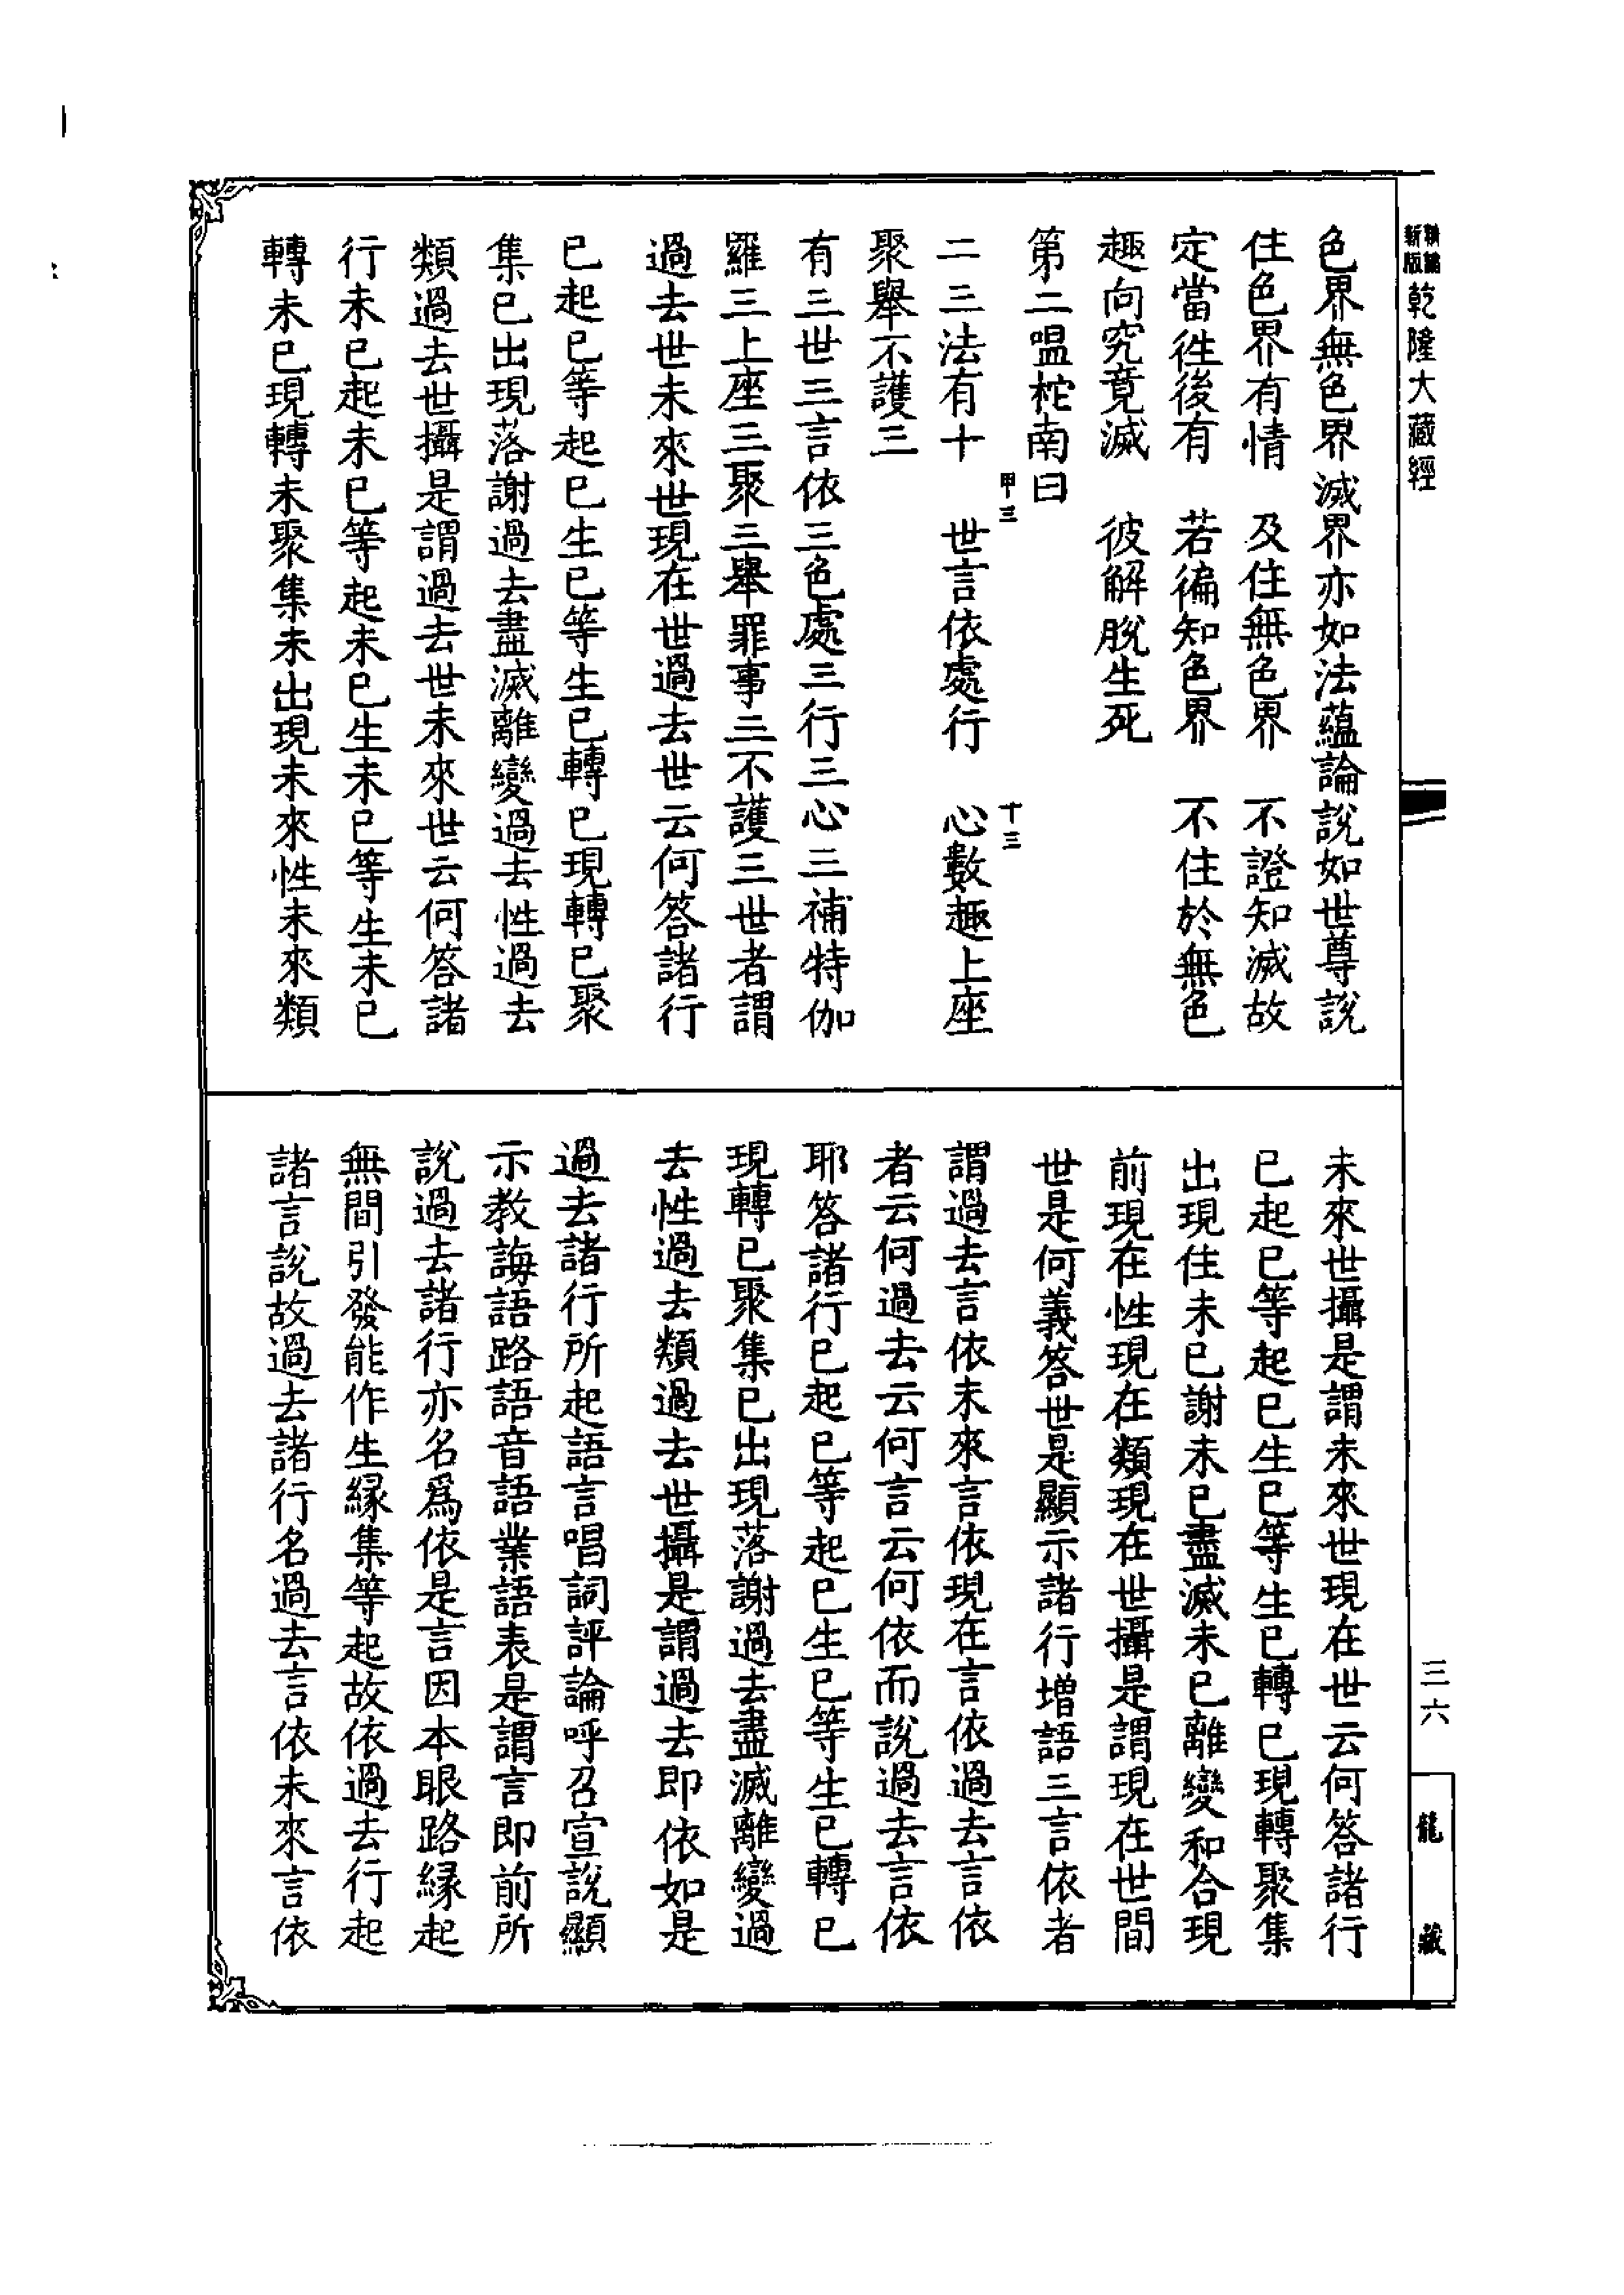 新版
乾隆大藏經
色界無色界滅界亦如法蘊論說如世尊說
住色界有情　及住無色界　不證知滅故
定當徃後有　若徧知色界　不住於無色
趣向究竟滅　彼解脫生死
第二嗢柁南曰
甲三　十三
二三法有十　世言依處行　心數趣上座
聚舉不護三
有三世三言依三色處三行三心三補特伽
羅三上座三聚三舉罪事三不護三世者謂
過去世未來世現在世過去世云何答諸行
已起已等起已生已等生已轉已現轉已聚
集已出現落謝過去盡滅離變過去性過去
類過去世攝是謂過去世未來世云何答諸
行未已起未已等起未已生未已等生未已
轉未已現轉未聚集未出現未來性未來類
未來世攝是謂未來世現在世云何答諸行
已起已等起已生已等生已轉已現轉聚集
出現住未已謝未已盡滅未已離變和合現
前現在性現在類現在世攝是謂現在世間
世是何義答世是顯示諸行增語三言依者
謂過去言依未來言依現在言依過去言依
者云何過去云何言云何依而說過去言依
耶答諸行已起已等起已生已等生已轉已
現轉已聚集已出現落謝過去盡滅離變過
去性過去類過去世攝是謂過去即依如是
過去諸行所起語言唱詞評論呼召宣說顯
示教誨語路語音語業語表是謂言即前所
說過去諸行亦名爲依是言因本眼路緣起
無間引發能作生緣集等起故依過去行起
諸言說故過去諸行名過去言依未來言依
三六
龍藏